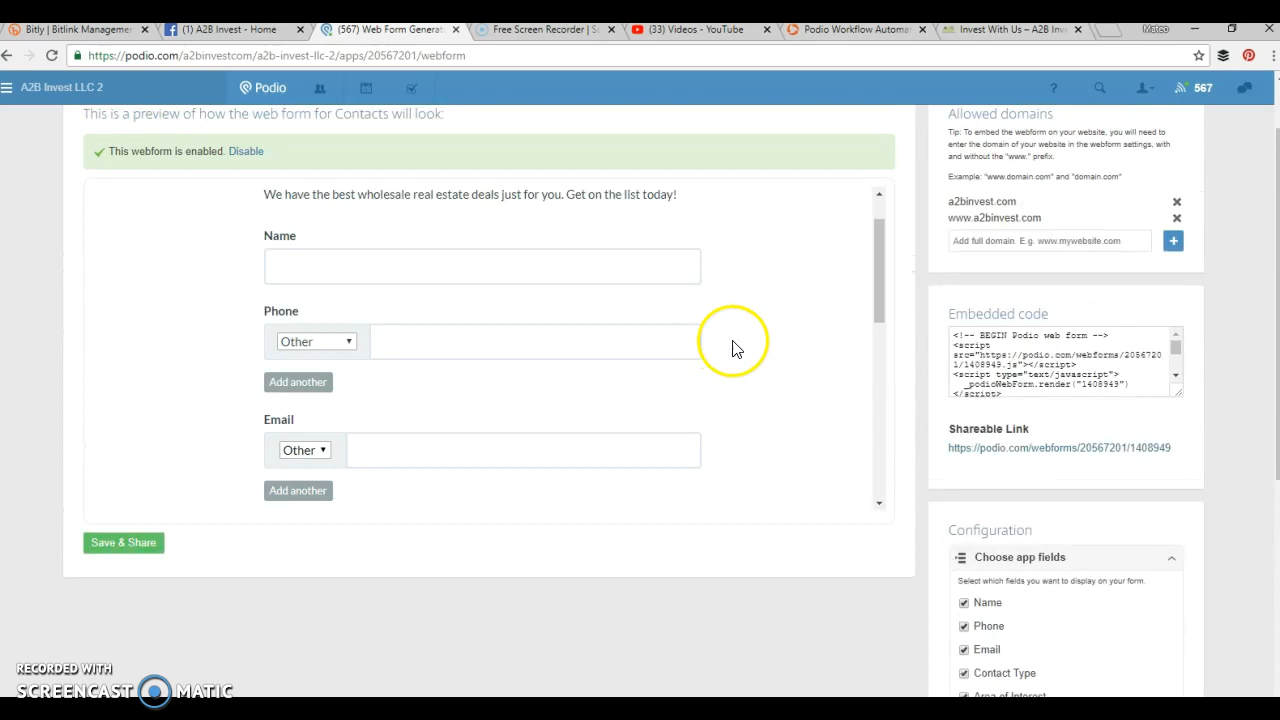 Bitly | Bitlink Managemen
(1) A2B Invest - Home
(567) Web Form Generat
Free Screen Recorder | Sc
(33) Videos - YouTube
Podio Workflow Automat
Invest With Us – A2B Inv
Mateo
https://podio.com/a2binvestcom/a2b-invest-llc-2/apps/20567201/webform
A2B Invest LLC 2
Podio
?
567
This is a preview of how the web form for Contacts will look:
This webform is enabled. Disable
We have the best wholesale real estate deals just for you. Get on the list today!
Name
Phone
Other
Add another
Email
Other
Add another
Save & Share
Allowed domains
Tip: To embed the webform on your website, you will need to
enter the domain of your website in the webform settings, with
and without the "www." prefix.
Example: "www.domain.com" and "domain.com"
a2binvest.com
www.a2binvest.com
Add full domain. E.g. www.mywebsite.com
Embedded code
<!-- BEGIN Podio web form -->
<script
src="https://podio.com/webforms/2056720
1/1408949.js"></script>
<script type="text/javascript">
_podioWebForm.render("1408949")
</script>
Shareable Link
https://podio.com/webforms/20567201/1408949
Configuration
Choose app fields
Select which fields you want to display on your form.
Name
Phone
Email
Contact Type
Area of Interest
RECORDED WITH
SCREENCAST MATIC